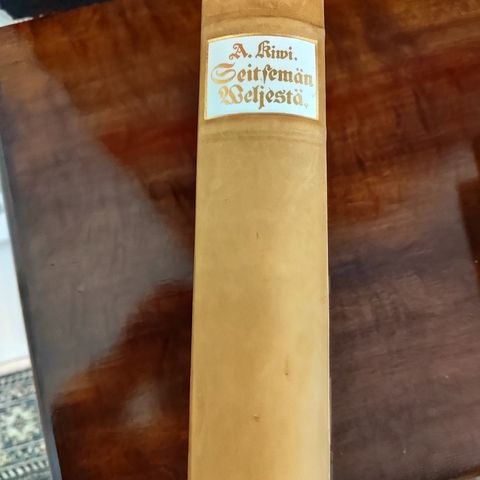 A. Kiwi.
Seitsemän
Weljestä.